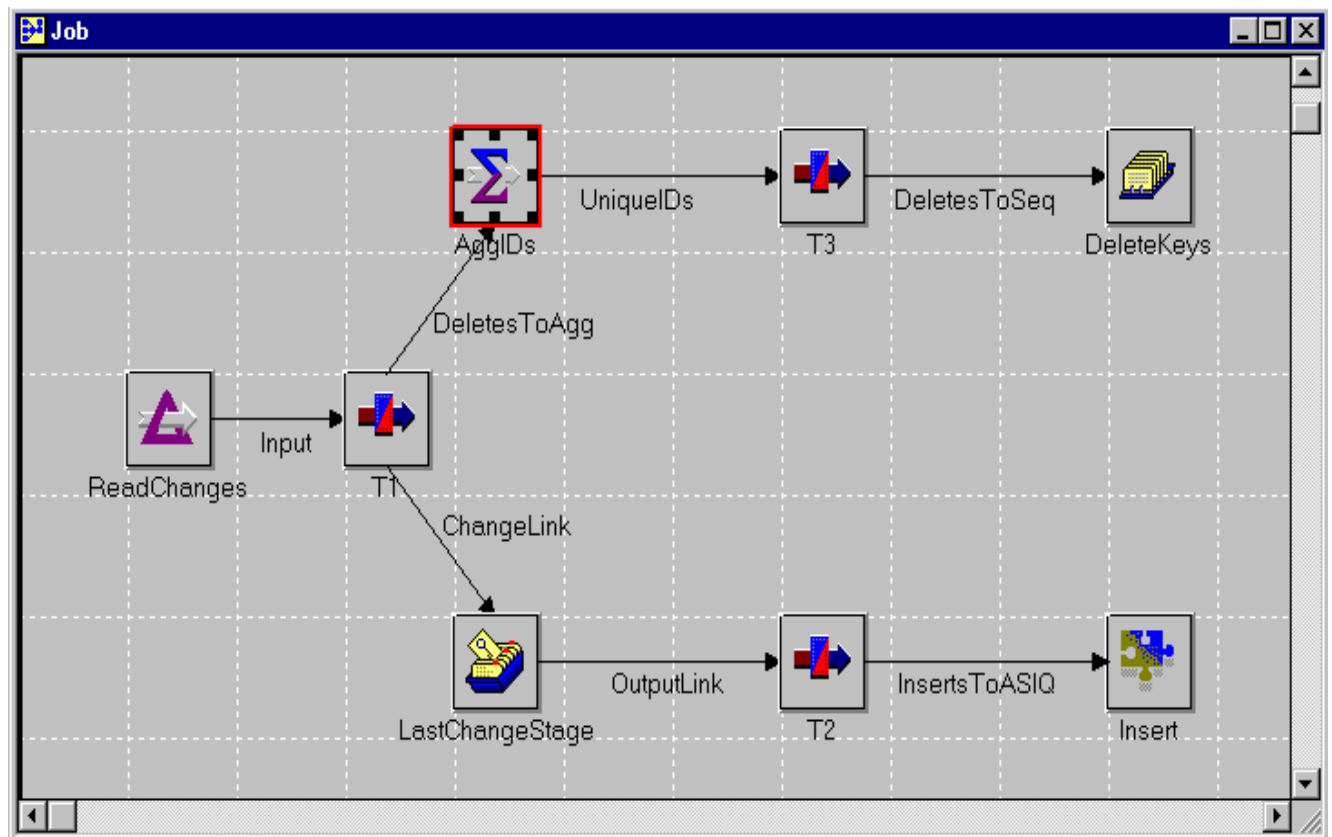 Job
AggIDs
UniqueIDs
T3
DeletesToSeq
DeleteKeys
DeletesToAgg
ReadChanges
Input
T1
ChangeLink
LastChangeStage
OutputLink
T2
InsertsToASIQ
Insert